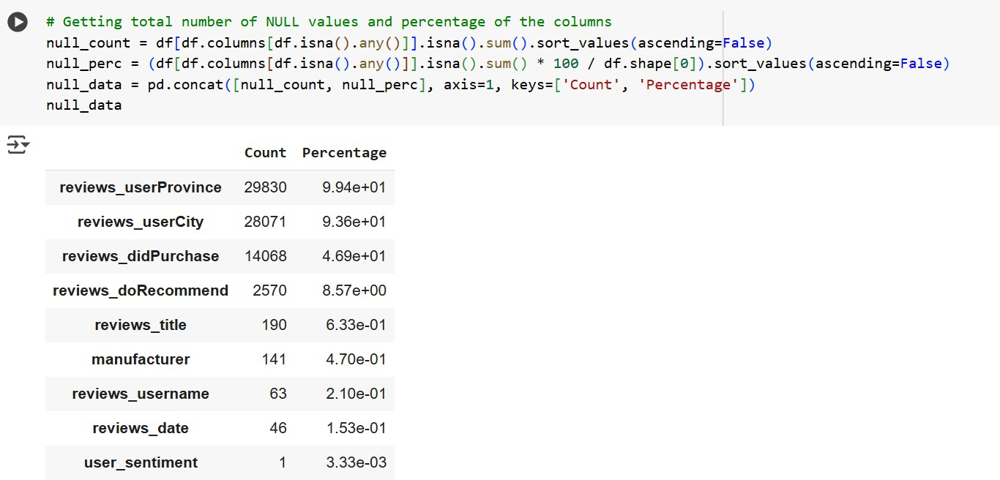 # Getting total number of NULL values and percentage of the columns
null_count = df[df.columns[df.isna().any()]].isna().sum().sort_values(ascending=False)
null_perc = (df[df.columns[df.isna().any()]].isna().sum() * 100 / df.shape[0]).sort_values(ascending=False)
null_data = pd.concat([null_count, null_perc], axis=1, keys=['Count', 'Percentage'])
null_data
Count Percentage
reviews_userProvince 29830 9.94e+01
reviews_userCity 28071 9.36e+01
reviews_didPurchase 14068 4.69e+01
reviews_doRecommend 2570 8.57e+00
reviews_title 190 6.33e-01
manufacturer 141 4.70e-01
reviews_username 63 2.10e-01
reviews_date 46 1.53e-01
user_sentiment 1 3.33e-03